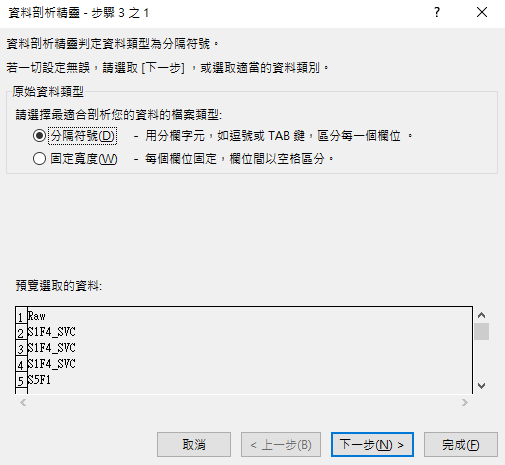 資料剖析精靈 - 步驟 3 之 1
?
資料剖析精靈判定資料類型為分隔符號。
若一切設定無誤，請選取 [下一步] ，或選取適當的資料類別。
原始資料類型
請選擇最適合剖析您的資料的檔案類型:
分隔符號(D) - 用分欄字元，如逗號或 TAB 鍵，區分每一個欄位 。
固定寬度(W) - 每個欄位固定，欄位間以空格區分。
預覽選取的資料:
1 Raw
2 S1F4_SVC
3 S1F4_SVC
4 S1F4_SVC
5 S5F1
取消 < 上一步(B) 下一步(N) > 完成(F)